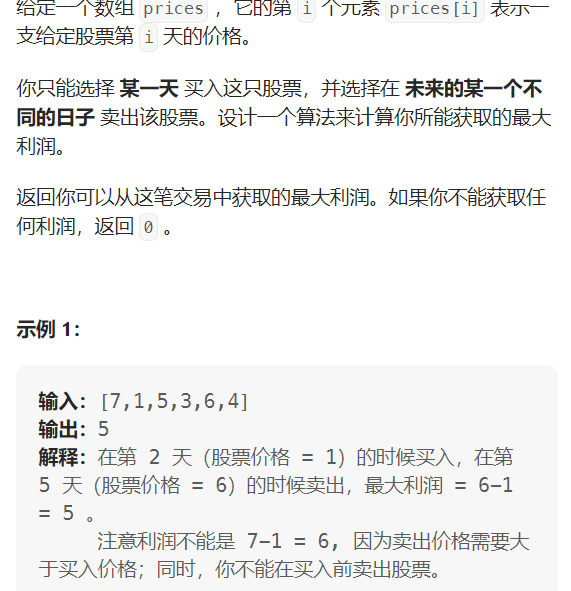 给定一个数组 prices ，它的第 i 个元素 prices[i] 表示一
支给定股票第 i 天的价格。
你只能选择 某一天 买入这只股票，并选择在 未来的某一个不
同的日子 卖出该股票。设计一个算法来计算你所能获取的最大
利润。
返回你可以从这笔交易中获取的最大利润。如果你不能获取任
何利润，返回 0 。
示例 1：
输入：[7,1,5,3,6,4]
输出：5
解释：在第 2 天（股票价格 = 1）的时候买入，在第
5 天（股票价格 = 6）的时候卖出，最大利润 = 6-1
= 5 。
注意利润不能是 7-1 = 6, 因为卖出价格需要大
于买入价格；同时，你不能在买入前卖出股票。